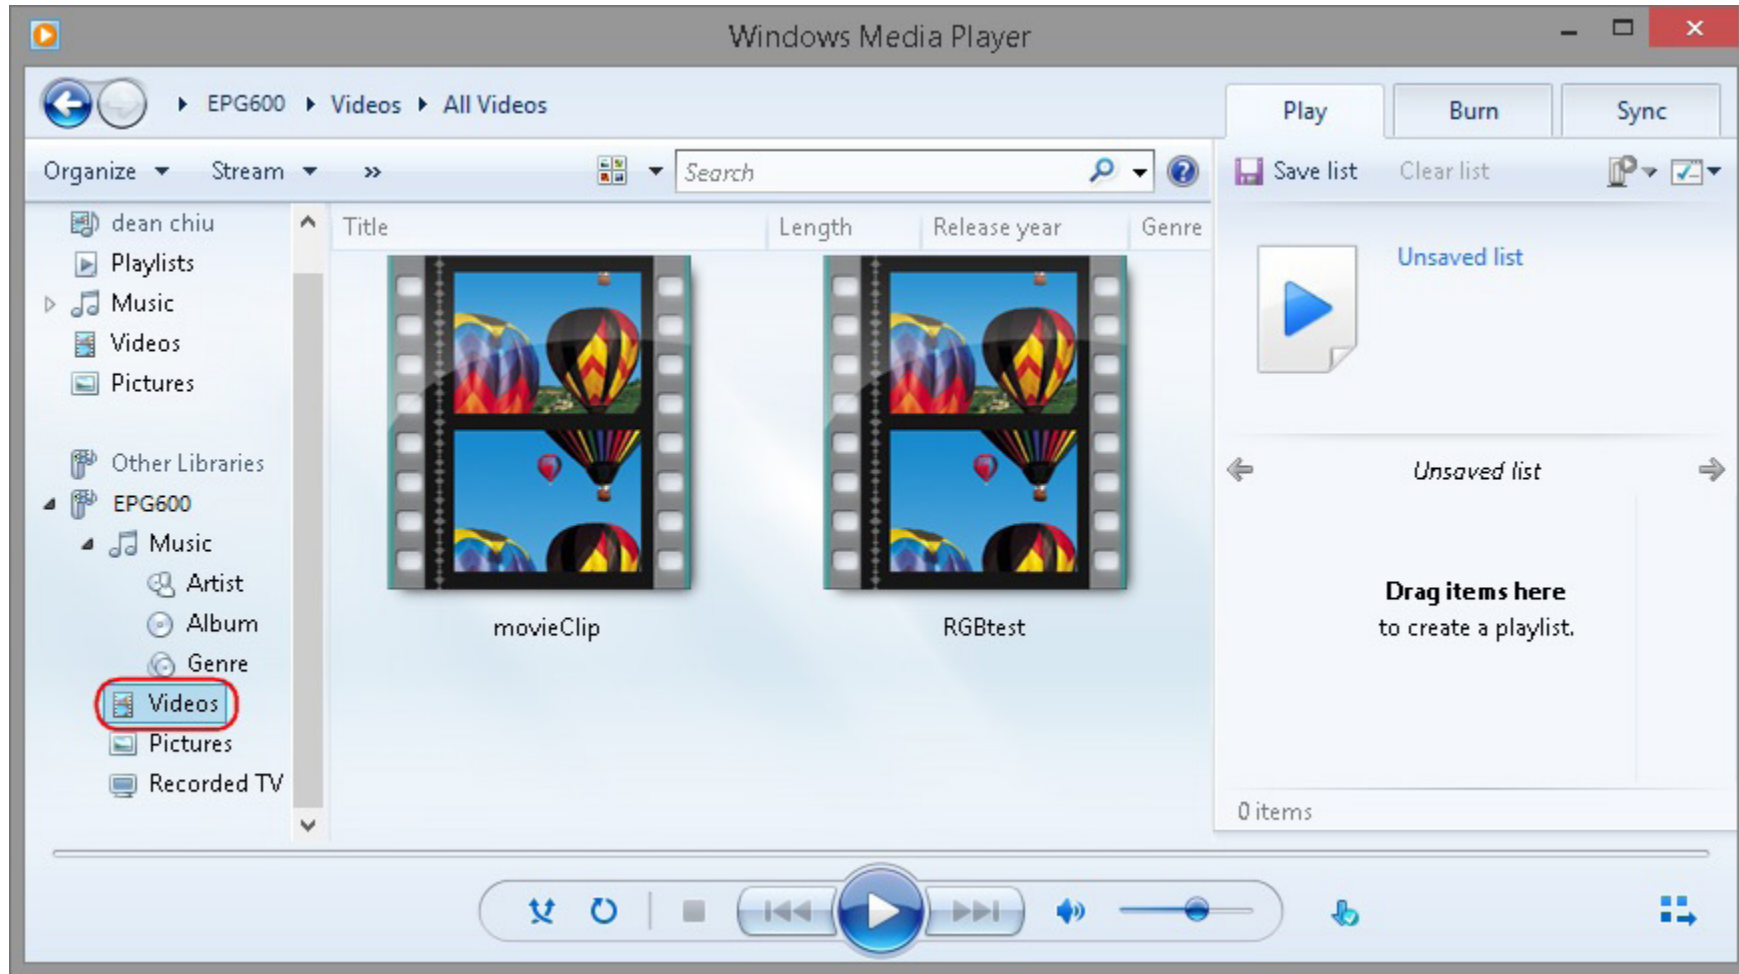 Windows Media Player
EPG600 Videos All Videos
Play Burn Sync
Organize Stream » Search
Save list Clear list
dean chiu
Playlists
Music
Videos
Pictures
Other Libraries
EPG600
Music
Artist
Album
Genre
Videos
Pictures
Recorded TV
Title Length Release year Genre
movieClip RGBtest
Unsaved list
Unsaved list
Drag items here
to create a playlist.
0 items